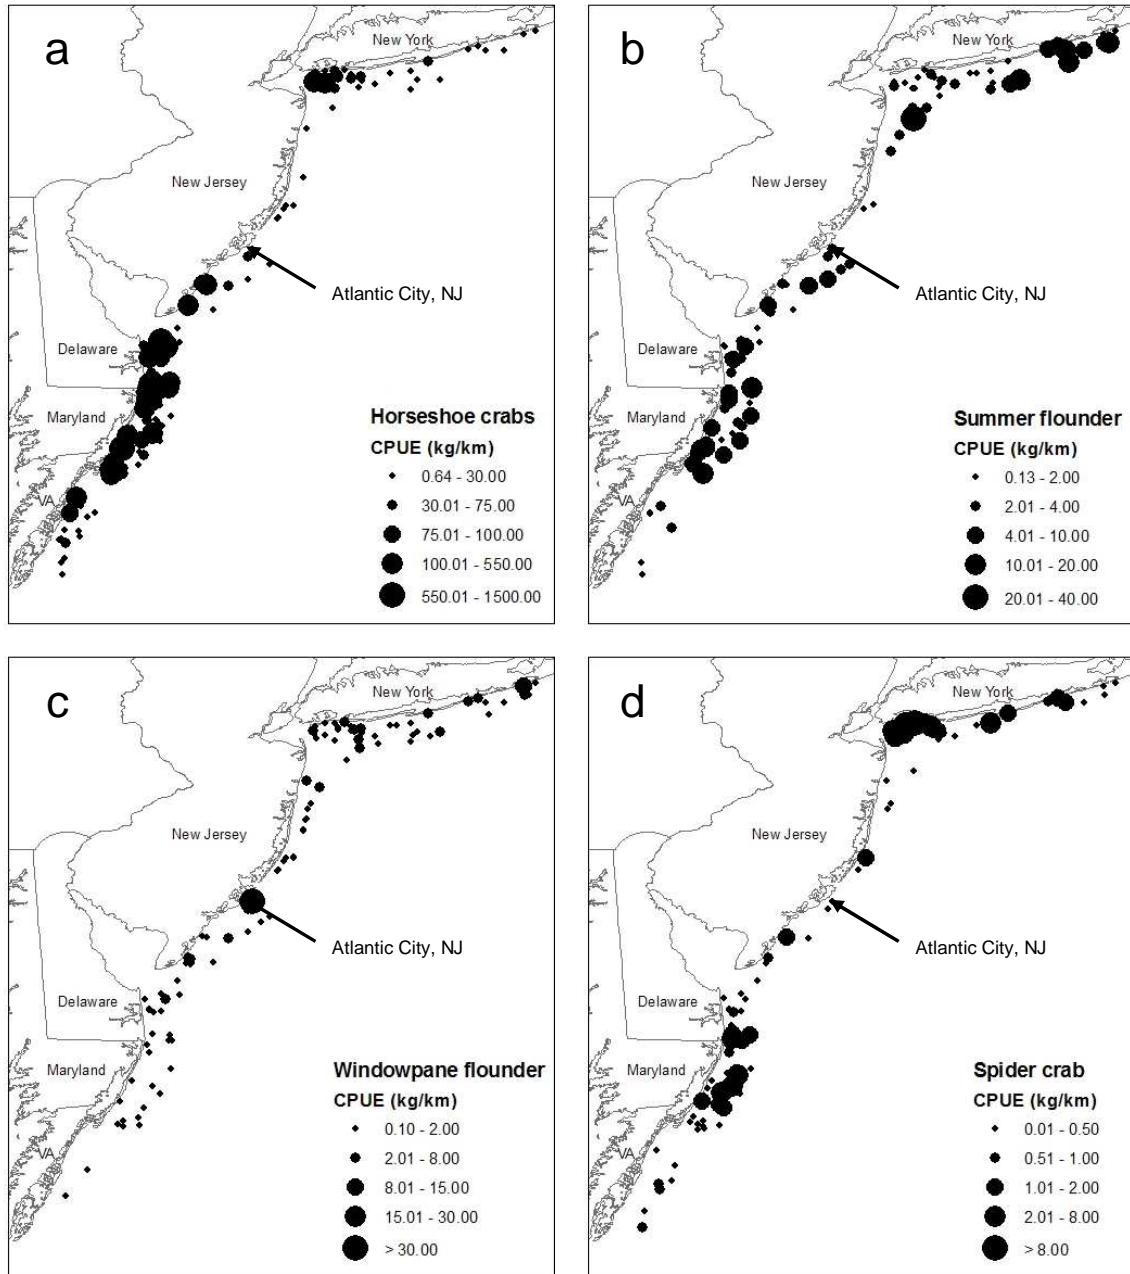 a
New York
New Jersey
Atlantic City, NJ
Delaware
Maryland
VA
Horseshoe crabs
CPUE (kg/km)
0.64 - 30.00
30.01 - 75.00
75.01 - 100.00
100.01 - 550.00
550.01 - 1500.00
b
New York
New Jersey
Atlantic City, NJ
Delaware
Maryland
VA
Summer flounder
CPUE (kg/km)
0.13 - 2.00
2.01 - 4.00
4.01 - 10.00
10.01 - 20.00
20.01 - 40.00
c
New York
New Jersey
Atlantic City, NJ
Delaware
Maryland
VA
Windowpane flounder
CPUE (kg/km)
0.10 - 2.00
2.01 - 8.00
8.01 - 15.00
15.01 - 30.00
> 30.00
d
New York
New Jersey
Atlantic City, NJ
Delaware
Maryland
VA
Spider crab
CPUE (kg/km)
0.01 - 0.50
0.51 - 1.00
1.01 - 2.00
2.01 - 8.00
> 8.00